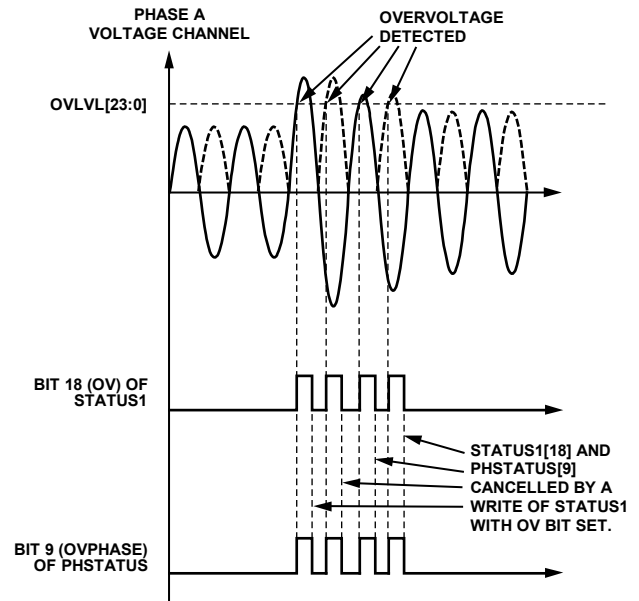 PHASE A
VOLTAGE CHANNEL
OVERVOLTAGE
DETECTED
OVLVL[23:0]
BIT 18 (OV) OF
STATUS1
STATUS1[18] AND
PHSTATUS[9]
CANCELLED BY A
WRITE OF STATUS1
WITH OV BIT SET.
BIT 9 (OVPHASE)
OF PHSTATUS